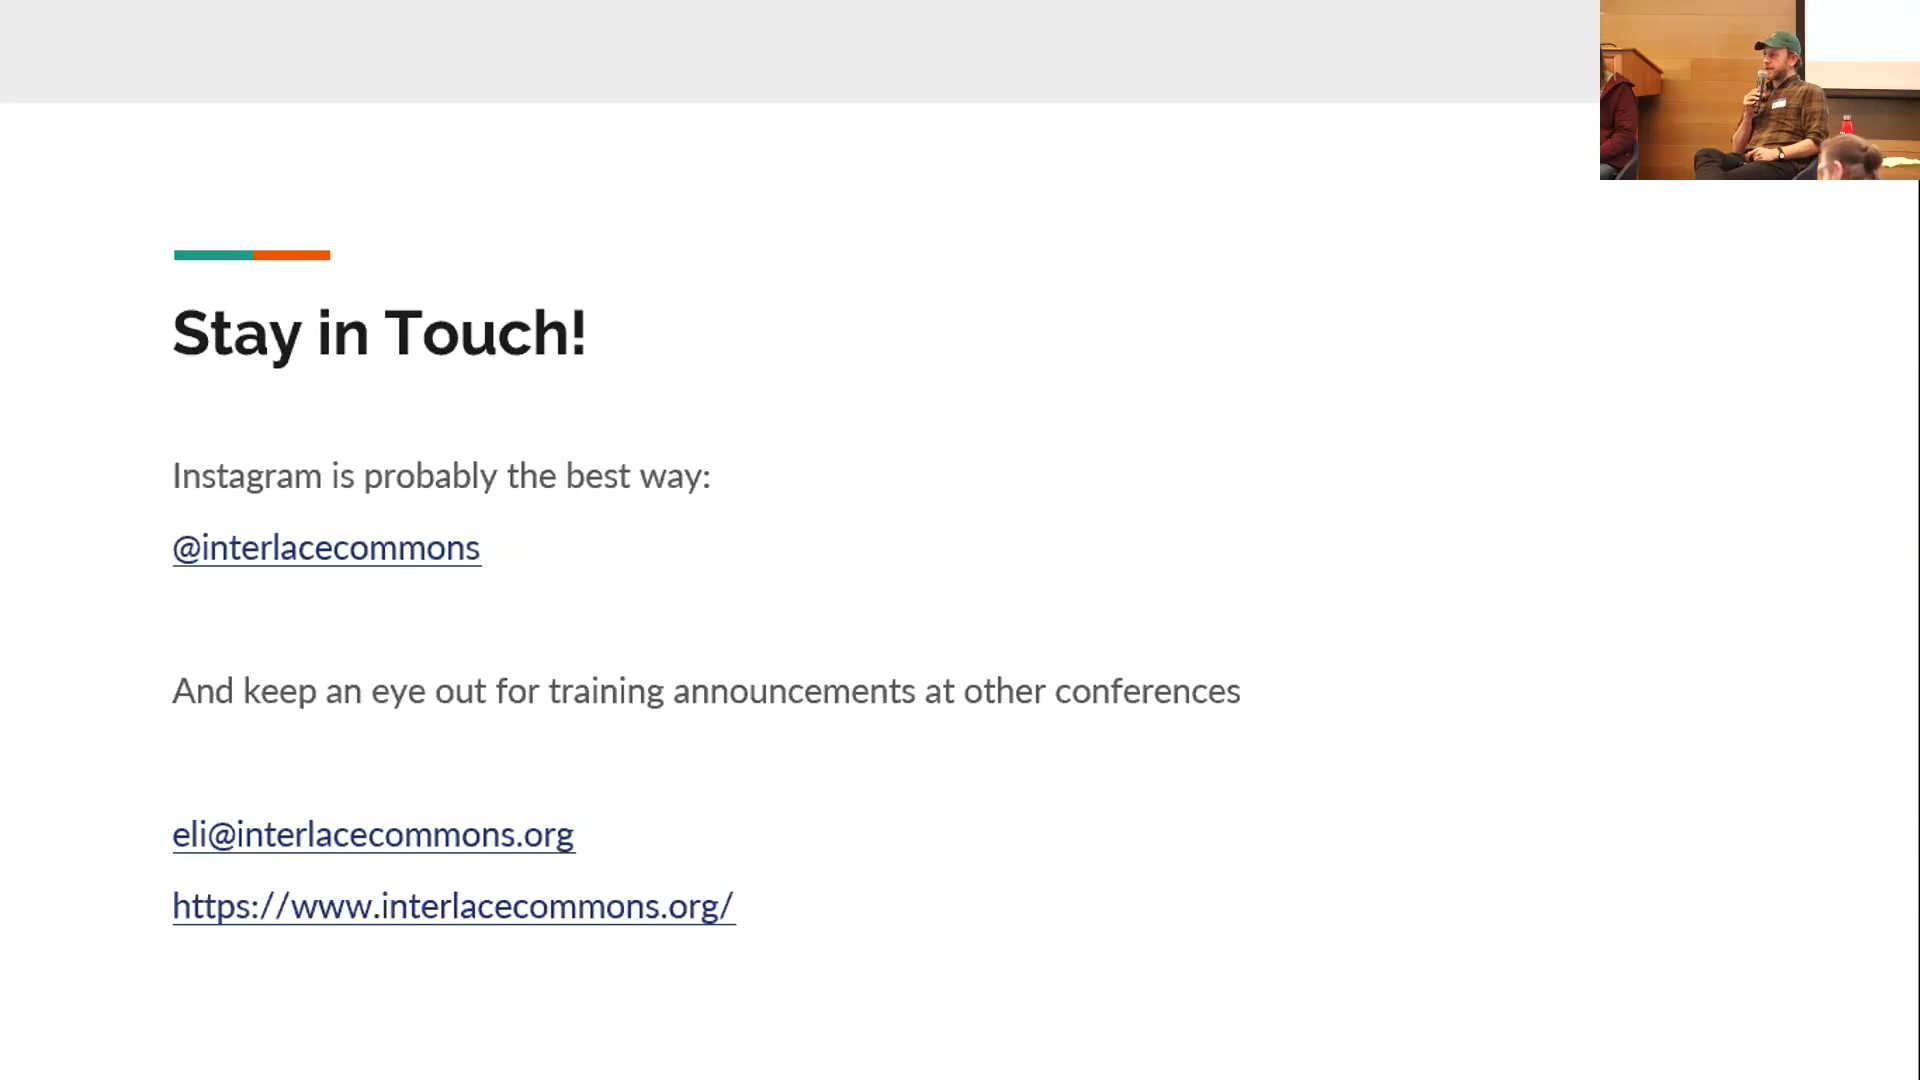 Stay in Touch!
Instagram is probably the best way:
@interlacecommons
And keep an eye out for training announcements at other conferences
eli@interlacecommons.org
https://www.interlacecommons.org/